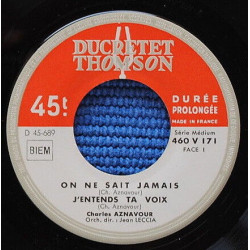 DUCRETET
THOMSON
45t.
DURÉE
PROLONGÉE
MADE IN FRANCE
D 45-689
BIEM
Série Médium
460 V 171
FACE 1
ON NE SAIT JAMAIS
(Ch. Aznavour)
J'ENTENDS TA VOIX
(Ch. Aznavour)
Charles AZNAVOUR
Orch. dir. : Jean LECCIA